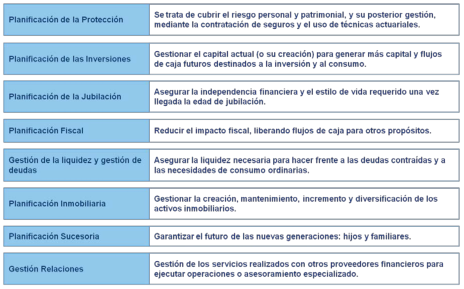 Planificación de la Protección
Se trata de cubrir el riesgo personal y patrimonial, y su posterior gestión,
mediante la contratación de seguros y el uso de técnicas actuariales.
Planificación de las Inversiones
Gestionar el capital actual (o su creación) para generar más capital y flujos
de caja futuros destinados a la inversión y al consumo.
Planificación de la Jubilación
Asegurar la independencia financiera y el estilo de vida requerido una vez
llegada la edad de jubilación.
Planificación Fiscal
Reducir el impacto fiscal, liberando flujos de caja para otros propósitos.
Gestión de la liquidez y gestión de
deudas
Asegurar la liquidez necesaria para hacer frente a las deudas contraídas y a
las necesidades de consumo ordinarias.
Planificación Inmobiliaria
Gestionar la creación, mantenimiento, incremento y diversificación de los
activos inmobiliarios.
Planificación Sucesoria
Garantizar el futuro de las nuevas generaciones: hijos y familiares.
Gestión Relaciones
Gestión de los servicios realizados con otros proveedores financieros para
ejecutar operaciones o asesoramiento especializado.